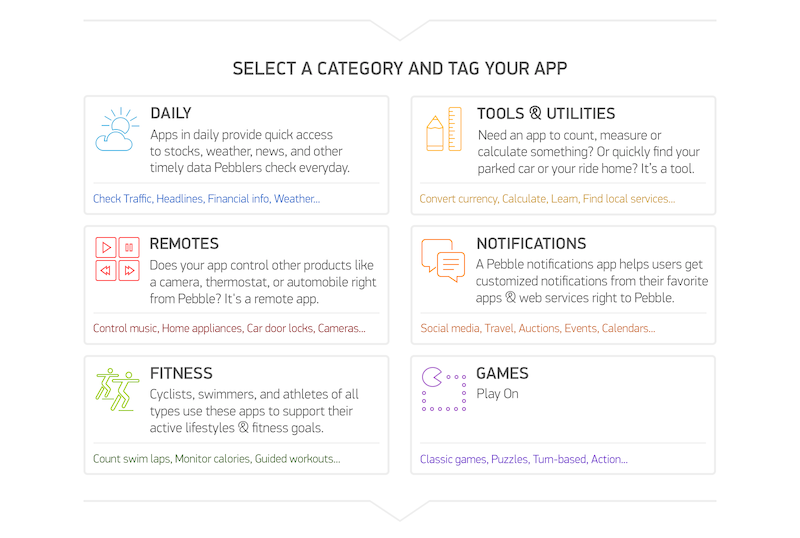 SELECT A CATEGORY AND TAG YOUR APP
DAILY
Apps in daily provide quick access
to stocks, weather, news, and other
timely data Pebblers check everyday.
Check Traffic, Headlines, Financial info, Weather...
TOOLS & UTILITIES
Need an app to count, measure or
calculate something? Or quickly find your
parked car or your ride home? It's a tool.
Convert currency, Calculate, Learn, Find local services...
REMOTES
Does your app control other products like
a camera, thermostat, or automobile right
from Pebble? It's a remote app.
Control music, Home appliances, Car door locks, Cameras...
NOTIFICATIONS
A Pebble notifications app helps users get
customized notifications from their favorite
apps & web services right to Pebble.
Social media, Travel, Auctions, Events, Calendars...
FITNESS
Cyclists, swimmers, and athletes of all
types use these apps to support their
active lifestyles & fitness goals.
Count swim laps, Monitor calories, Guided workouts...
GAMES
Play On
Classic games, Puzzles, Turn-based, Action...